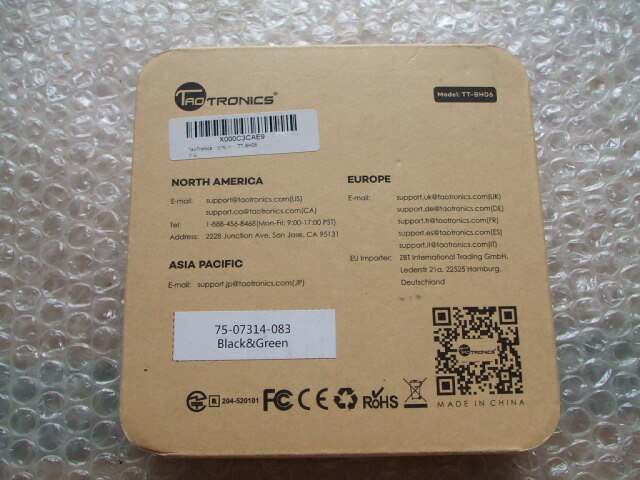 TAOTRONICS®
Model: TT-BH06
X000C3CAE9
TaoTronics TT-BH06
NORTH AMERICA
E-mail: support@taotronics.com(US)
support.ca@taotronics.com(CA)
Tel: 1-888-456-8468(Mon-Fri: 9:00-17:00 PST)
Address: 2228 Junction Ave, San Jose, CA 95131
ASIA PACIFIC
E-mail: support.jp@taotronics.com(JP)
EUROPE
E-mail: support.uk@taotronics.com(UK)
support.de@taotronics.com(DE)
support.fr@taotronics.com(FR)
support.es@taotronics.com(ES)
support.it@taotronics.com(IT)
EU Importer: ZBT International Trading GmbH,
Lederstr 21a, 22525 Hamburg,
Deutschland
75-07314-083
Black&Green
TAOTRONICS
R 204-520101 FC CE RoHS
MADE IN CHINA